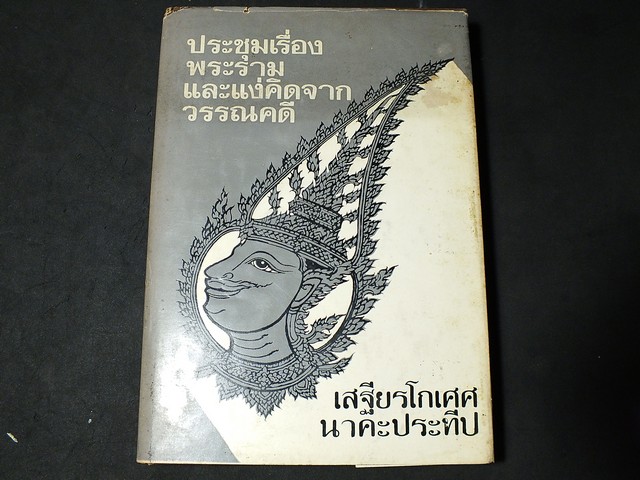 ประชุมเรื่อง
พระราม
และแง่คิดจาก
วรรณคดี
เสฐียรโกเศศ
นาคะประทีป